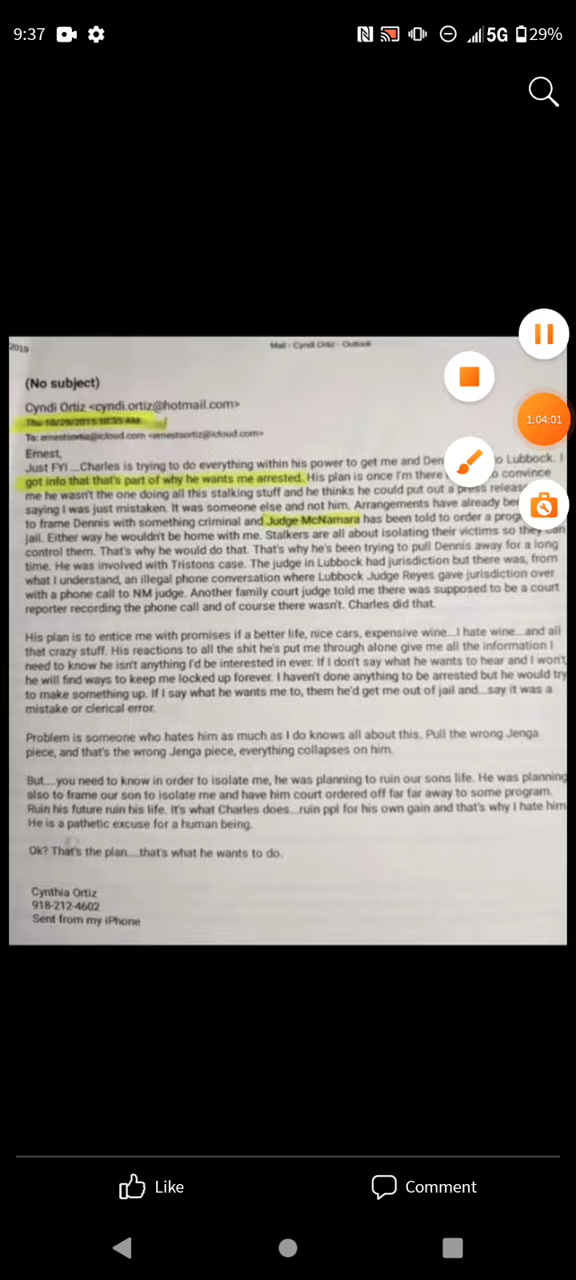 9:37
5G 29%
2019
Mail - Cyndi Ortiz - Outlook
(No subject)
Cyndi Ortiz <cyndi.ortiz@hotmail.com>
Thu 10/29/2015 10:35 AM
To: ernestsortiz@icloud.com <ernestsortiz@icloud.com>
Ernest,
Just FYI....Charles is trying to do everything within his power to get me and Den o Lubbock. I
got info that that's part of why he wants me arrested. His plan is once I'm there o convince
me he wasn't the one doing all this stalking stuff and he thinks he could put out a press releas
saying I was just mistaken. It was someone else and not him. Arrangements have already be
to frame Dennis with something criminal and Judge McNamara has been told to order a prog
jail. Either way he wouldn't be home with me. Stalkers are all about isolating their victims so they can
control them. That's why he would do that. That's why he's been trying to pull Dennis away for a long
time. He was involved with Tristons case. The judge in Lubbock had jurisdiction but there was, from
what I understand, an illegal phone conversation where Lubbock Judge Reyes gave jurisdiction over
with a phone call to NM judge. Another family court judge told me there was supposed to be a court
reporter recording the phone call and of course there wasn't. Charles did that.
His plan is to entice me with promises if a better life, nice cars, expensive wine....I hate wine....and all
that crazy stuff. His reactions to all the shit he's put me through alone give me all the information I
need to know he isn't anything I'd be interested in ever. If I don't say what he wants to hear and I won't,
he will find ways to keep me locked up forever. I haven't done anything to be arrested but he would try
to make something up. If I say what he wants me to, them he'd get me out of jail and...say it was a
mistake or clerical error.
Problem is someone who hates him as much as I do knows all about this. Pull the wrong Jenga
piece, and that's the wrong Jenga piece, everything collapses on him.
But....you need to know in order to isolate me, he was planning to ruin our sons life. He was planning
also to frame our son to isolate me and have him court ordered off far far away to some program.
Ruin his future ruin his life. It's what Charles does...ruin ppl for his own gain and that's why I hate him
He is a pathetic excuse for a human being.
Ok? That's the plan....that's what he wants to do.
Cynthia Ortiz
918-212-4602
Sent from my iPhone
1:04:01
Like
Comment